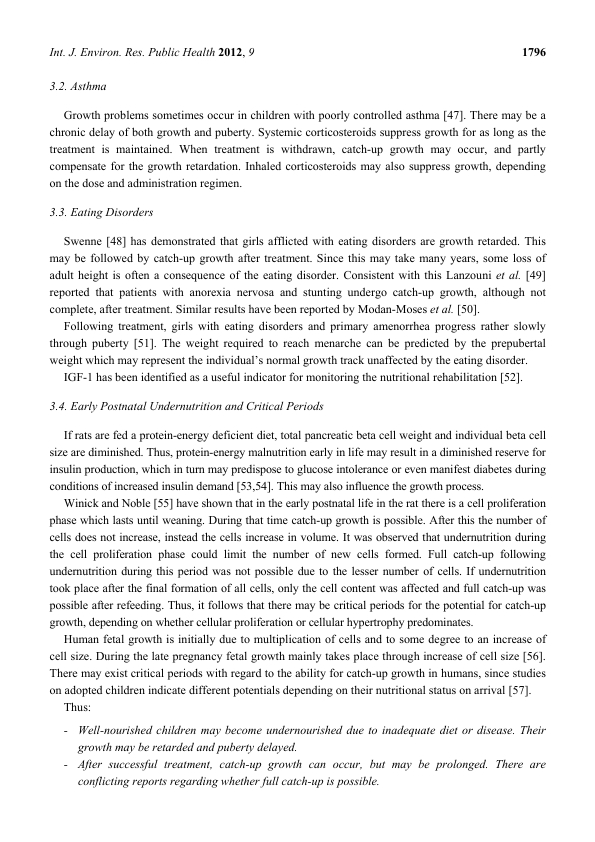 Int. J. Environ. Res. Public Health 2012, 9 1796
3.2. Asthma
Growth problems sometimes occur in children with poorly controlled asthma [47]. There may be a
chronic delay of both growth and puberty. Systemic corticosteroids suppress growth for as long as the
treatment is maintained. When treatment is withdrawn, catch-up growth may occur, and partly
compensate for the growth retardation. Inhaled corticosteroids may also suppress growth, depending
on the dose and administration regimen.
3.3. Eating Disorders
Swenne [48] has demonstrated that girls afflicted with eating disorders are growth retarded. This
may be followed by catch-up growth after treatment. Since this may take many years, some loss of
adult height is often a consequence of the eating disorder. Consistent with this Lanzouni et al. [49]
reported that patients with anorexia nervosa and stunting undergo catch-up growth, although not
complete, after treatment. Similar results have been reported by Modan-Moses et al. [50].
Following treatment, girls with eating disorders and primary amenorrhea progress rather slowly
through puberty [51]. The weight required to reach menarche can be predicted by the prepubertal
weight which may represent the individual's normal growth track unaffected by the eating disorder.
IGF-1 has been identified as a useful indicator for monitoring the nutritional rehabilitation [52].
3.4. Early Postnatal Undernutrition and Critical Periods
If rats are fed a protein-energy deficient diet, total pancreatic beta cell weight and individual beta cell
size are diminished. Thus, protein-energy malnutrition early in life may result in a diminished reserve for
insulin production, which in turn may predispose to glucose intolerance or even manifest diabetes during
conditions of increased insulin demand [53,54]. This may also influence the growth process.
Winick and Noble [55] have shown that in the early postnatal life in the rat there is a cell proliferation
phase which lasts until weaning. During that time catch-up growth is possible. After this the number of
cells does not increase, instead the cells increase in volume. It was observed that undernutrition during
the cell proliferation phase could limit the number of new cells formed. Full catch-up following
undernutrition during this period was not possible due to the lesser number of cells. If undernutrition
took place after the final formation of all cells, only the cell content was affected and full catch-up was
possible after refeeding. Thus, it follows that there may be critical periods for the potential for catch-up
growth, depending on whether cellular proliferation or cellular hypertrophy predominates.
Human fetal growth is initially due to multiplication of cells and to some degree to an increase of
cell size. During the late pregnancy fetal growth mainly takes place through increase of cell size [56].
There may exist critical periods with regard to the ability for catch-up growth in humans, since studies
on adopted children indicate different potentials depending on their nutritional status on arrival [57].
Thus:
- Well-nourished children may become undernourished due to inadequate diet or disease. Their
growth may be retarded and puberty delayed.
- After successful treatment, catch-up growth can occur, but may be prolonged. There are
conflicting reports regarding whether full catch-up is possible.